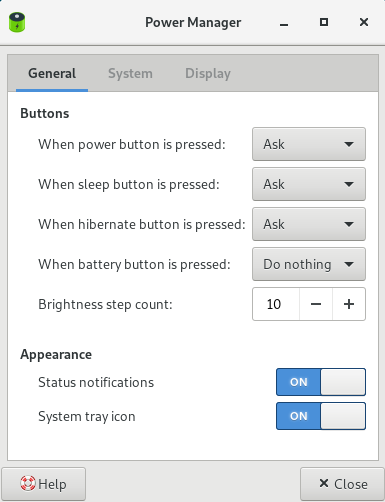 Power Manager
General System Display
Buttons
When power button is pressed: Ask
When sleep button is pressed: Ask
When hibernate button is pressed: Ask
When battery button is pressed: Do nothing
Brightness step count: 10 − +
Appearance
Status notifications ON
System tray icon ON
Help × Close